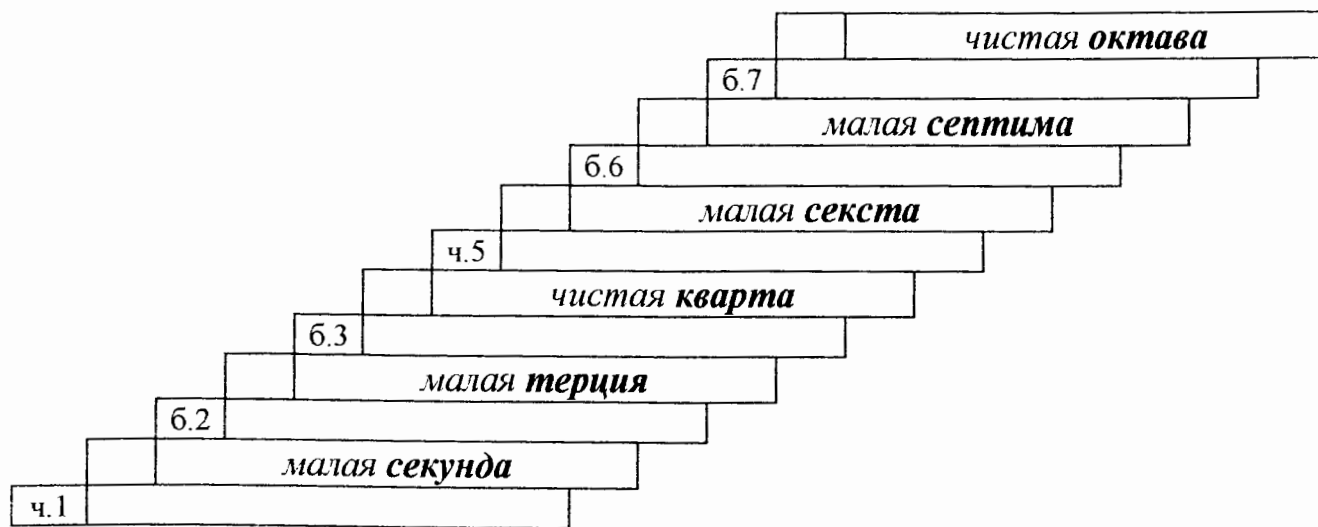 чистая октава
б.7
малая септима
б.6
малая секста
ч.5
чистая кварта
б.3
малая терция
б.2
малая секунда
ч.1